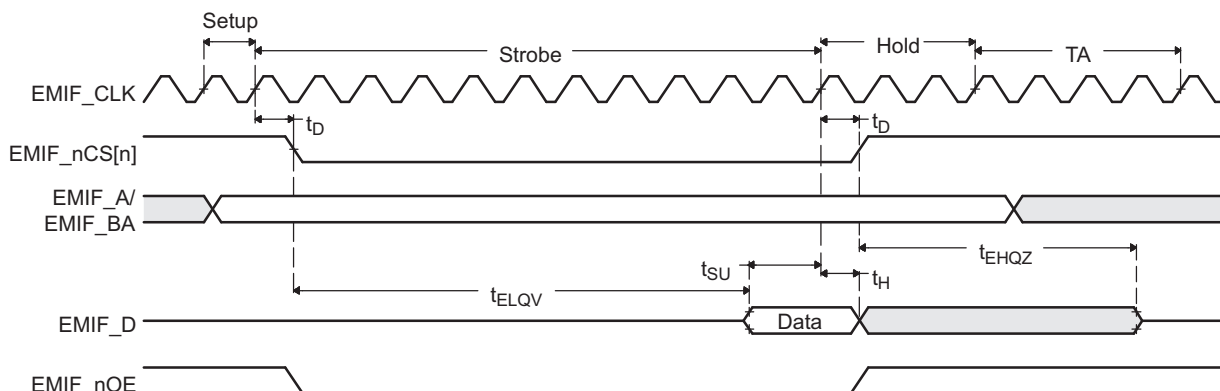 Setup
Strobe
Hold
TA
EMIF_CLK
tD
tD
EMIF_nCS[n]
EMIF_A/
EMIF_BA
tSU
tH
tEHQZ
tELQV
EMIF_D
Data
EMIF_nOE